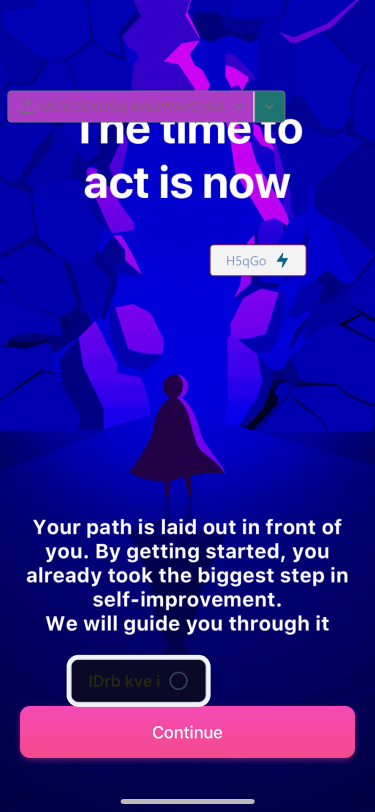 The time to
act is now
H5qGo
Your path is laid out in front of
you. By getting started, you
already took the biggest step in
self-improvement.
We will guide you through it
IDrb kve i
Continue